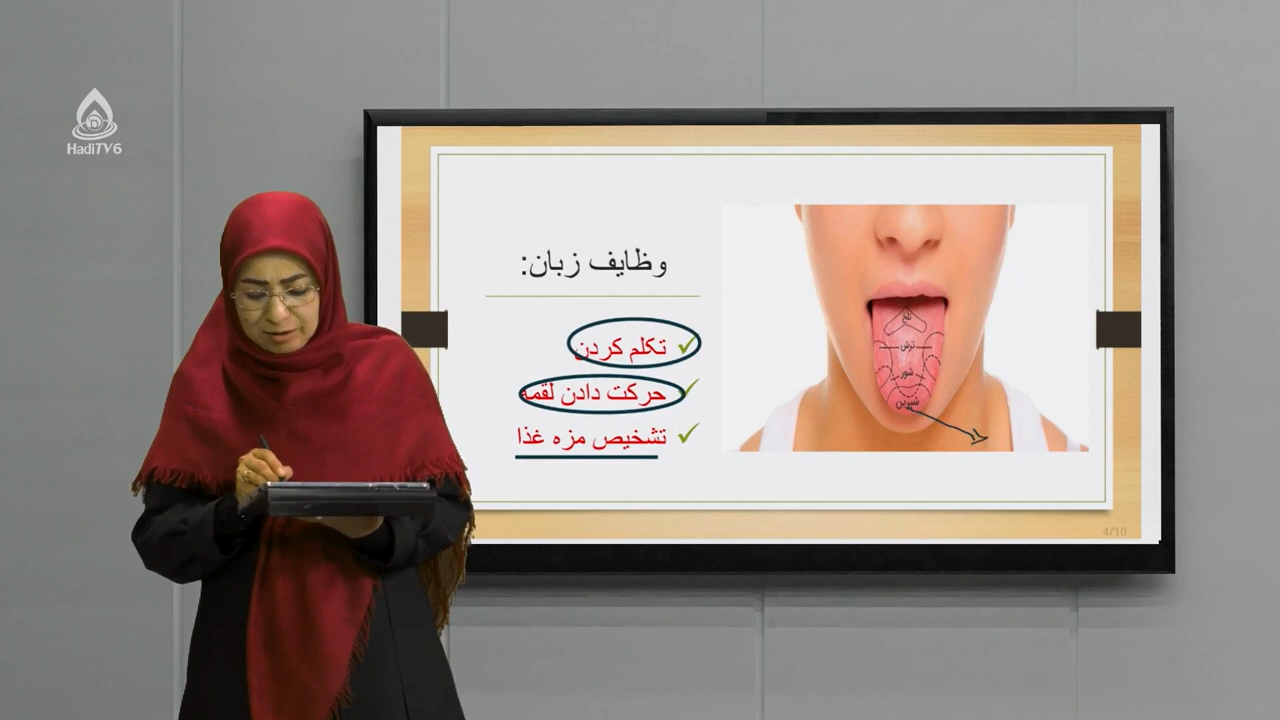 HadiTV6
وظایف زبان:
تکلم کردن
حرکت دادن لقمه
تشخیص مزه غذا
تلخ
ترش
شور
شیرین
4/10